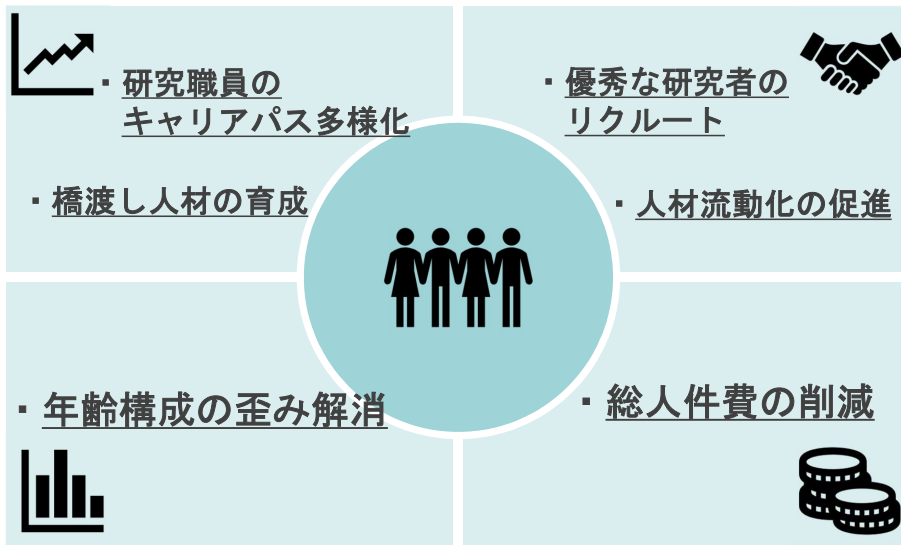 ・研究職員の
キャリアパス多様化
・橋渡し人材の育成
・優秀な研究者の
リクルート
・人材流動化の促進
・年齢構成の歪み解消
・総人件費の削減